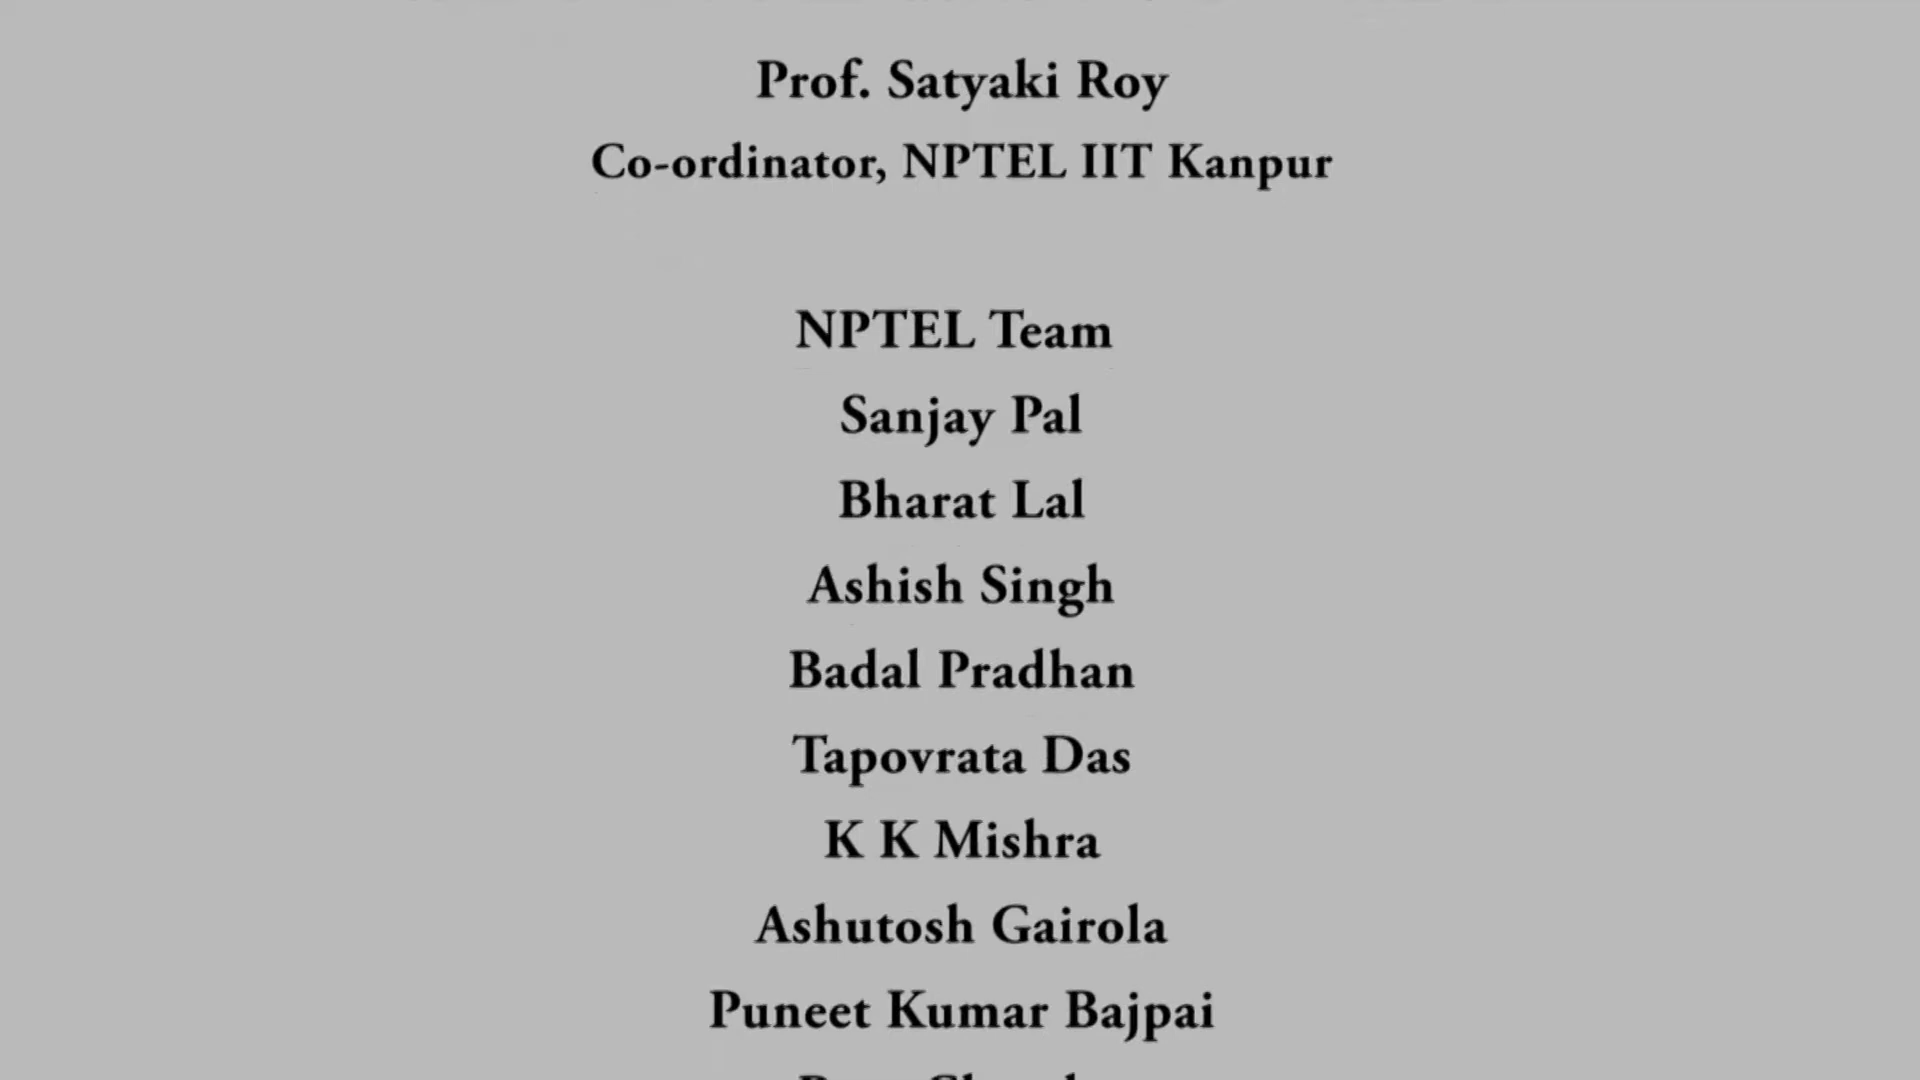 Prof. Satyaki Roy
Co-ordinator, NPTEL IIT Kanpur
NPTEL Team
Sanjay Pal
Bharat Lal
Ashish Singh
Badal Pradhan
Tapovrata Das
K K Mishra
Ashutosh Gairola
Puneet Kumar Bajpai